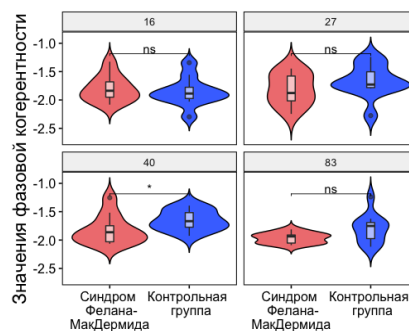 Значения фазовой когерентности
16
27
-1.0
-1.5
-2.0
-2.5
ns
ns
40
83
-1.0
-1.5
-2.0
-2.5
*
ns
Синдром
Фелана-
МакДермида
Контрольная
группа
Синдром
Фелана-
МакДермида
Контрольная
группа